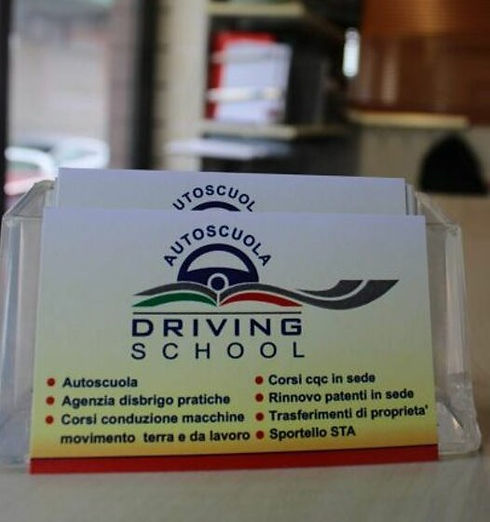 UTOSCUOL
AUTOSCUOLA
DRIVING
SCHOOL
• Autoscuola
• Agenzia disbrigo pratiche
• Corsi conduzione macchine
movimento terra e da lavoro
• Corsi cqc in sede
• Rinnovo patenti in sede
• Trasferimenti di proprieta'
• Sportello STA